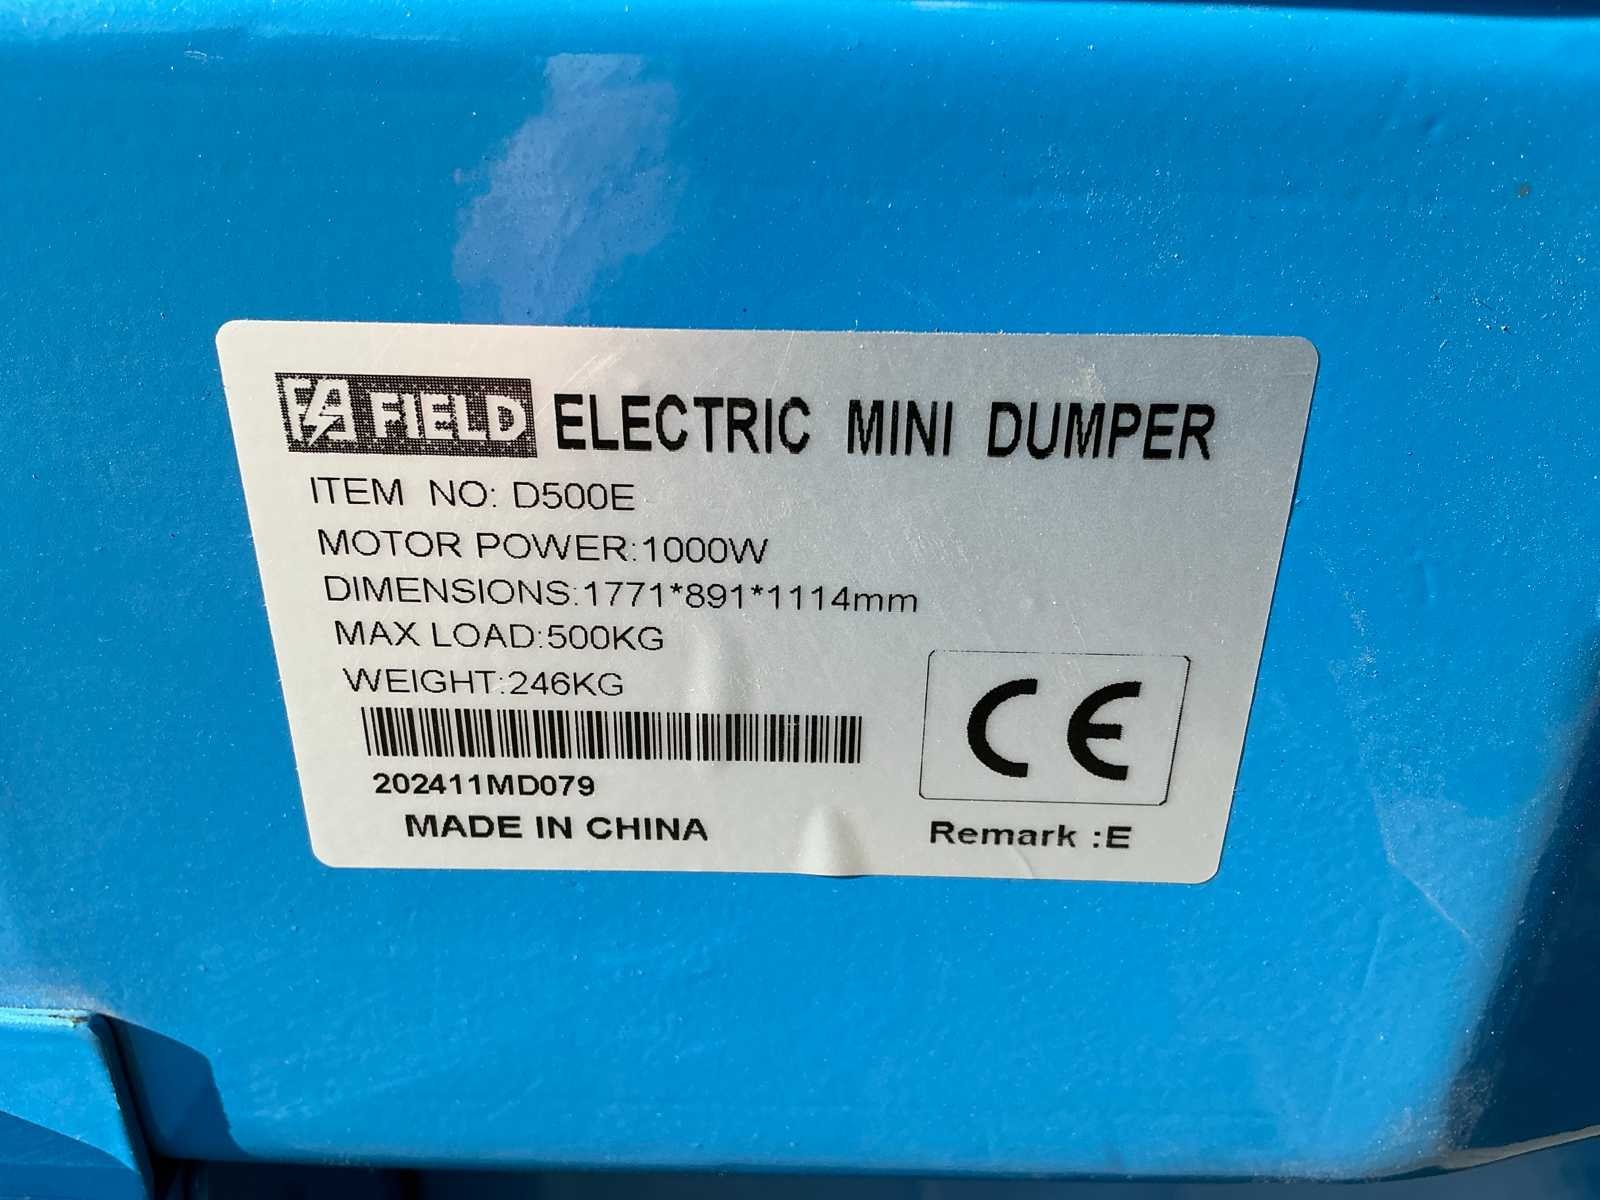 FA FIELD ELECTRIC MINI DUMPER
ITEM NO: D500E
MOTOR POWER:1000W
DIMENSIONS:1771*891*1114mm
MAX LOAD:500KG
WEIGHT:246KG
202411MD079
MADE IN CHINA
CE
Remark :E